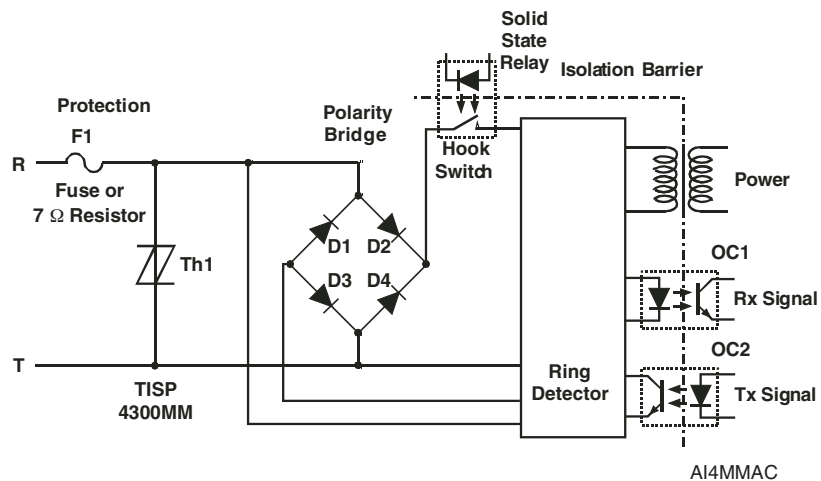 Solid
State
Relay
Isolation Barrier
Protection
F1
Polarity
Bridge
Hook
Switch
R
Fuse or
7 Ω Resistor
Power
D1
D2
Th1
D3
D4
OC1
Rx Signal
OC2
T
Ring
Detector
TISP
4300MM
Tx Signal
AI4MMAC